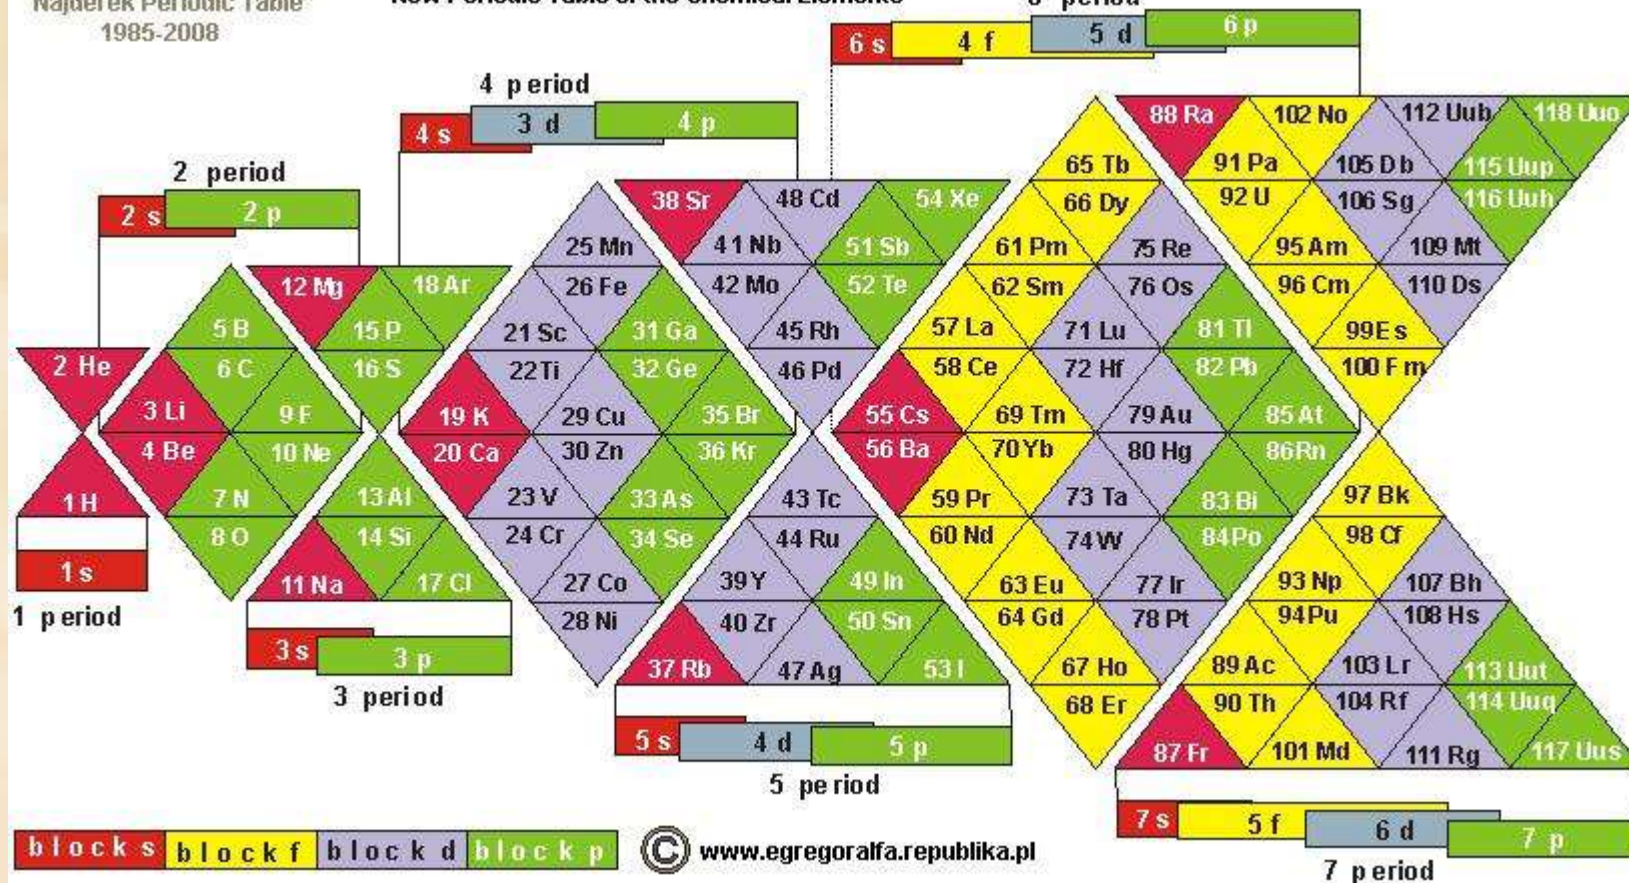 Najderek Periodic Table
1985-2008
New Periodic Table of the Chemical Elements
6 period
6 s 4 f 5 d 6 p
4 period
4 s 3 d 4 p
2 period
2 s 2 p
88 Ra 102 No 112 Uub 118 Uuo
65 Tb 91 Pa 105 Db 115 Uup
38 Sr 48 Cd 54 Xe 66 Dy 92 U 106 Sg 116 Uuh
25 Mn 41 Nb 51 Sb 61 Pm 75 Re 95 Am 109 Mt
12 Mg 18 Ar 26 Fe 42 Mo 52 Te 62 Sm 76 Os 96 Cm 110 Ds
5 B 15 P 21 Sc 31 Ga 45 Rh 57 La 71 Lu 81 Tl 99 Es
2 He 6 C 16 S 22 Ti 32 Ge 46 Pd 58 Ce 72 Hf 82 Pb 100 Fm
3 Li 9 F 19 K 29 Cu 35 Br 55 Cs 69 Tm 79 Au 85 At
4 Be 10 Ne 20 Ca 30 Zn 36 Kr 56 Ba 70 Yb 80 Hg 86 Rn
1 H 7 N 13 Al 23 V 33 As 43 Tc 59 Pr 73 Ta 83 Bi 97 Bk
8 O 14 Si 24 Cr 34 Se 44 Ru 60 Nd 74 W 84 Po 98 Cf
1 s 11 Na 17 Cl 27 Co 39 Y 49 In 63 Eu 77 Ir 93 Np 107 Bh
1 period
28 Ni 40 Zr 50 Sn 64 Gd 78 Pt 94 Pu 108 Hs
3 s 3 p
37 Rb 47 Ag 53 I 67 Ho 89 Ac 103 Lr 113 Uut
3 period
68 Er 90 Th 104 Rf 114 Uuq
5 s 4 d 5 p
87 Fr 101 Md 111 Rg 117 Uus
5 period
7 s 5 f 6 d 7 p
7 period
block s block f block d block p
© www.egregoralfa.republika.pl